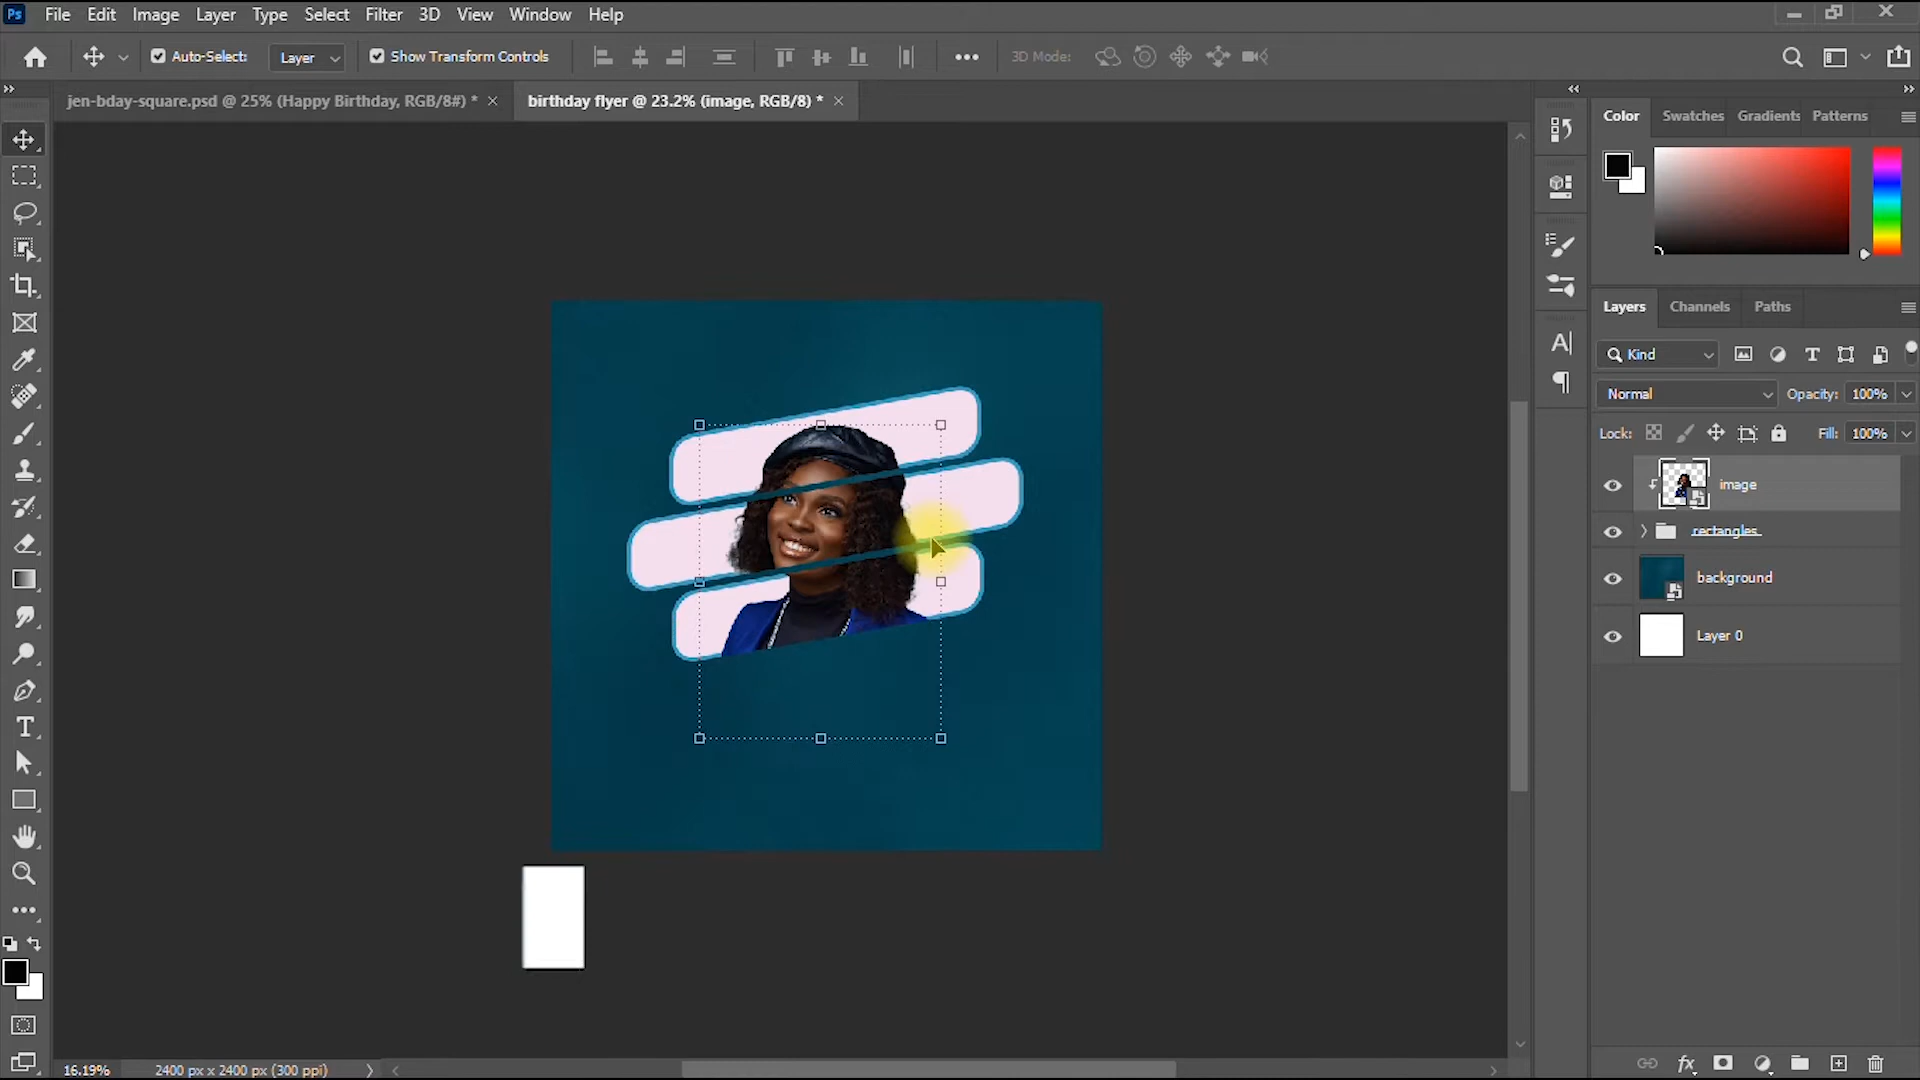 Ps File Edit Image Layer Type Select Filter 3D View Window Help
Auto-Select: Layer Show Transform Controls 3D Mode:
jen-bday-square.psd @ 25% (Happy Birthday, RGB/8#) * birthday flyer @ 23.2% (image, RGB/8) *
Color Swatches Gradients Patterns
Layers Channels Paths
Kind
Normal Opacity: 100%
Lock: Fill: 100%
image
rectangles
background
Layer 0
16.19% 2400 px x 2400 px (300 ppi)